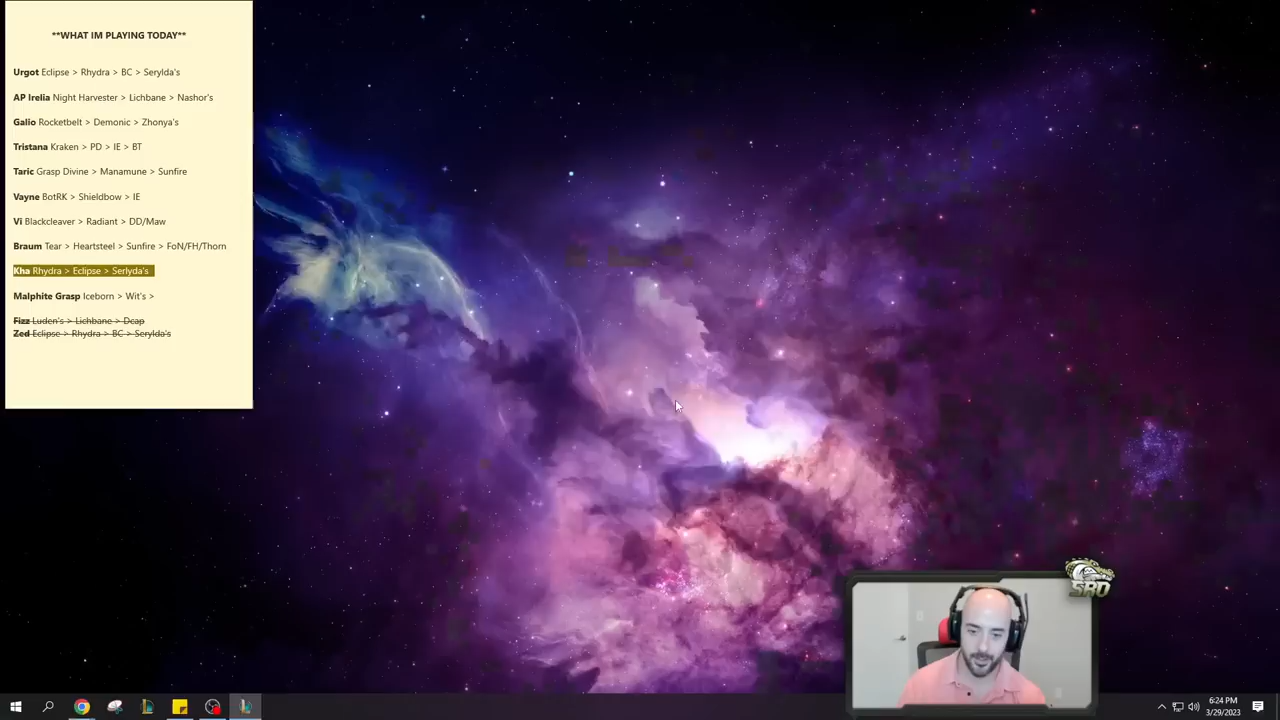 **WHAT IM PLAYING TODAY**
Urgot Eclipse > Rhydra > BC > Serylda's
AP Irelia Night Harvester > Lichbane > Nashor's
Galio Rocketbelt > Demonic > Zhonya's
Tristana Kraken > PD > IE > BT
Taric Grasp Divine > Manamune > Sunfire
Vayne BotRK > Shieldbow > IE
Vi Blackcleaver > Radiant > DD/Maw
Braum Tear > Heartsteel > Sunfire > FoN/FH/Thorn
Kha Rhydra > Eclipse > Serlyda's
Malphite Grasp Iceborn > Wit's >
Fizz Luden's > Lichbane > Dcap
Zed Eclipse > Rhydra > BC > Serylda's
SRO
6:24 PM
3/29/2023